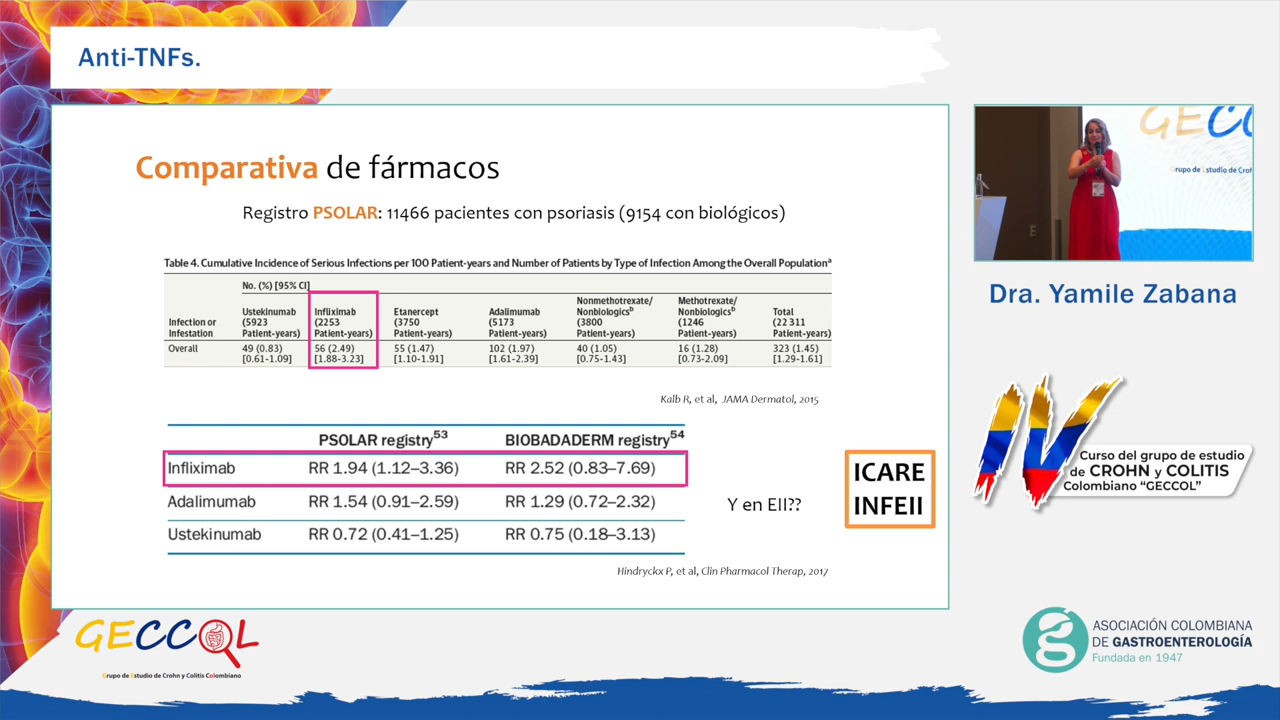 Anti-TNFs.
Comparativa de fármacos
Registro PSOLAR: 11466 pacientes con psoriasis (9154 con biológicos)
Table 4. Cumulative Incidence of Serious Infections per 100 Patient-years and Number of Patients by Type of Infection Among the Overall Populationᵃ
No. (%) [95% CI]
Infection or Infestation
Ustekinumab (5923 Patient-years)
Infliximab (2253 Patient-years)
Etanercept (3750 Patient-years)
Adalimumab (5173 Patient-years)
Nonmethotrexate/ Nonbiologicsᵇ (3800 Patient-years)
Methotrexate/ Nonbiologicsᵇ (1246 Patient-years)
Total (22 311 Patient-years)
Overall 49 (0.83) 56 (2.49) 55 (1.47) 102 (1.97) 40 (1.05) 16 (1.28) 323 (1.45)
[0.61-1.09] [1.88-3.23] [1.10-1.91] [1.61-2.39] [0.75-1.43] [0.73-2.09] [1.29-1.61]
Kalb R, et al, JAMA Dermatol, 2015
PSOLAR registry⁵³ BIOBADADERM registry⁵⁴
Infliximab RR 1.94 (1.12–3.36) RR 2.52 (0.83–7.69)
Adalimumab RR 1.54 (0.91–2.59) RR 1.29 (0.72–2.32)
Ustekinumab RR 0.72 (0.41–1.25) RR 0.75 (0.18–3.13)
Y en EII??
ICARE
INFEII
Hindryckx P, et al, Clin Pharmacol Therap, 2017
GEC
Grupo de Estudio de Croh
Dra. Yamile Zabana
IV
Curso del grupo de estudio
de CROHN y COLITIS
Colombiano "GECCOL"
GECCOL
Grupo de Estudio de Crohn y Colitis Colombiano
g
ASOCIACIÓN COLOMBIANA
DE GASTROENTEROLOGÍA
Fundada en 1947